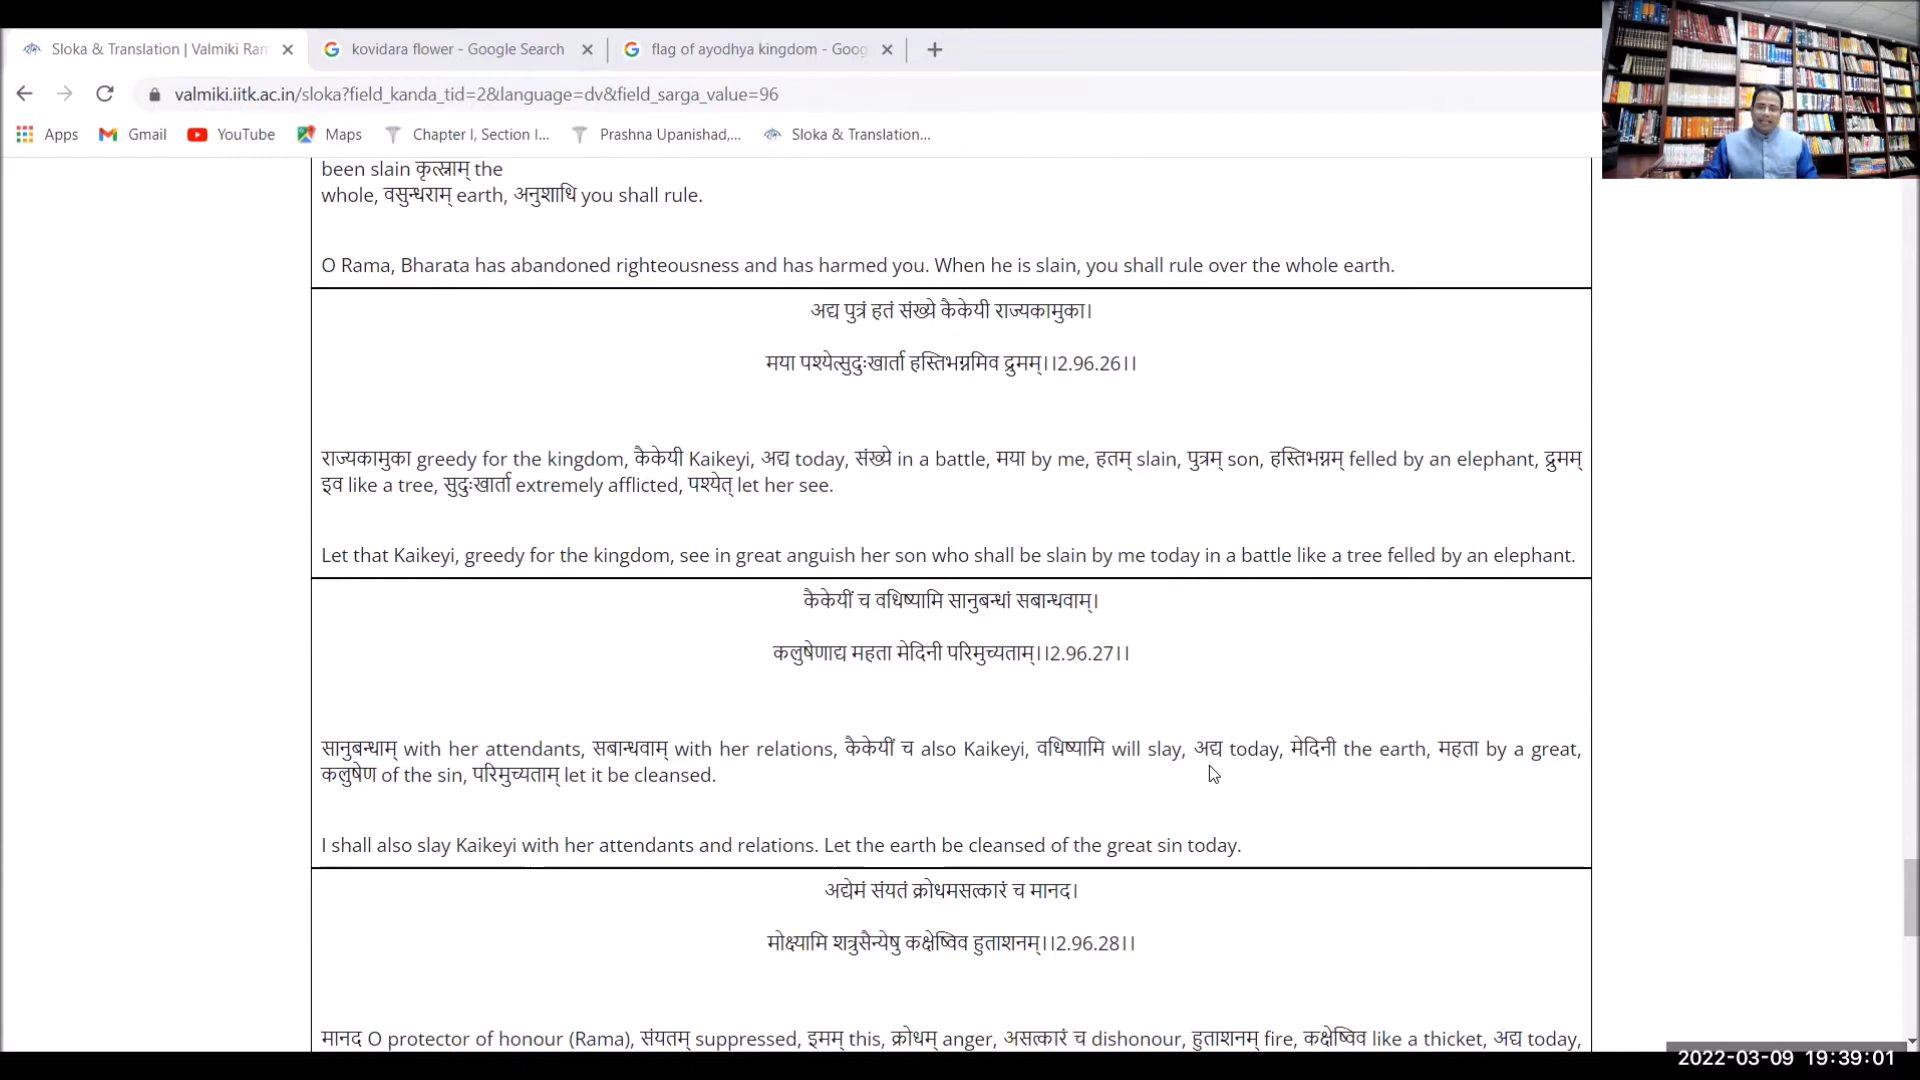 Sloka & Translation | Valmiki Ram
kovidara flower - Google Search
flag of ayodhya kingdom - Goog
valmiki.iitk.ac.in/sloka?field_kanda_tid=2&language=dv&field_sarga_value=96
Apps
Gmail
YouTube
Maps
Chapter I, Section I...
Prashna Upanishad,...
Sloka & Translation...
been slain कृत्स्नाम् the
whole, वसुन्धराम् earth, अनुशाधि you shall rule.
O Rama, Bharata has abandoned righteousness and has harmed you. When he is slain, you shall rule over the whole earth.
अद्य पुत्रं हतं संख्ये कैकेयी राज्यकामुका।
मया पश्येत्सुदुःखार्ता हस्तिभग्नमिव द्रुमम्।।2.96.26।।
राज्यकामुका greedy for the kingdom, कैकेयी Kaikeyi, अद्य today, संख्ये in a battle, मया by me, हतम् slain, पुत्रम् son, हस्तिभग्नम् felled by an elephant, द्रुमम्
इव like a tree, सुदुःखार्ता extremely afflicted, पश्येत् let her see.
Let that Kaikeyi, greedy for the kingdom, see in great anguish her son who shall be slain by me today in a battle like a tree felled by an elephant.
कैकेयीं च वधिष्यामि सानुबन्धां सबान्धवाम्।
कलुषेणाद्य महता मेदिनी परिमुच्यताम्।।2.96.27।।
सानुबन्धाम् with her attendants, सबान्धवाम् with her relations, कैकेयीं च also Kaikeyi, वधिष्यामि will slay, अद्य today, मेदिनी the earth, महता by a great,
कलुषेण of the sin, परिमुच्यताम् let it be cleansed.
I shall also slay Kaikeyi with her attendants and relations. Let the earth be cleansed of the great sin today.
अद्येमं संयतं क्रोधमसत्कारं च मानद।
मोक्ष्यामि शत्रुसैन्येषु कक्षेष्विव हुताशनम्।।2.96.28।।
मानद O protector of honour (Rama), संयतम् suppressed, इमम् this, क्रोधम् anger, असत्कारं च dishonour, हुताशनम् fire, कक्षेष्विव like a thicket, अद्य today,
2022-03-09 19:39:01